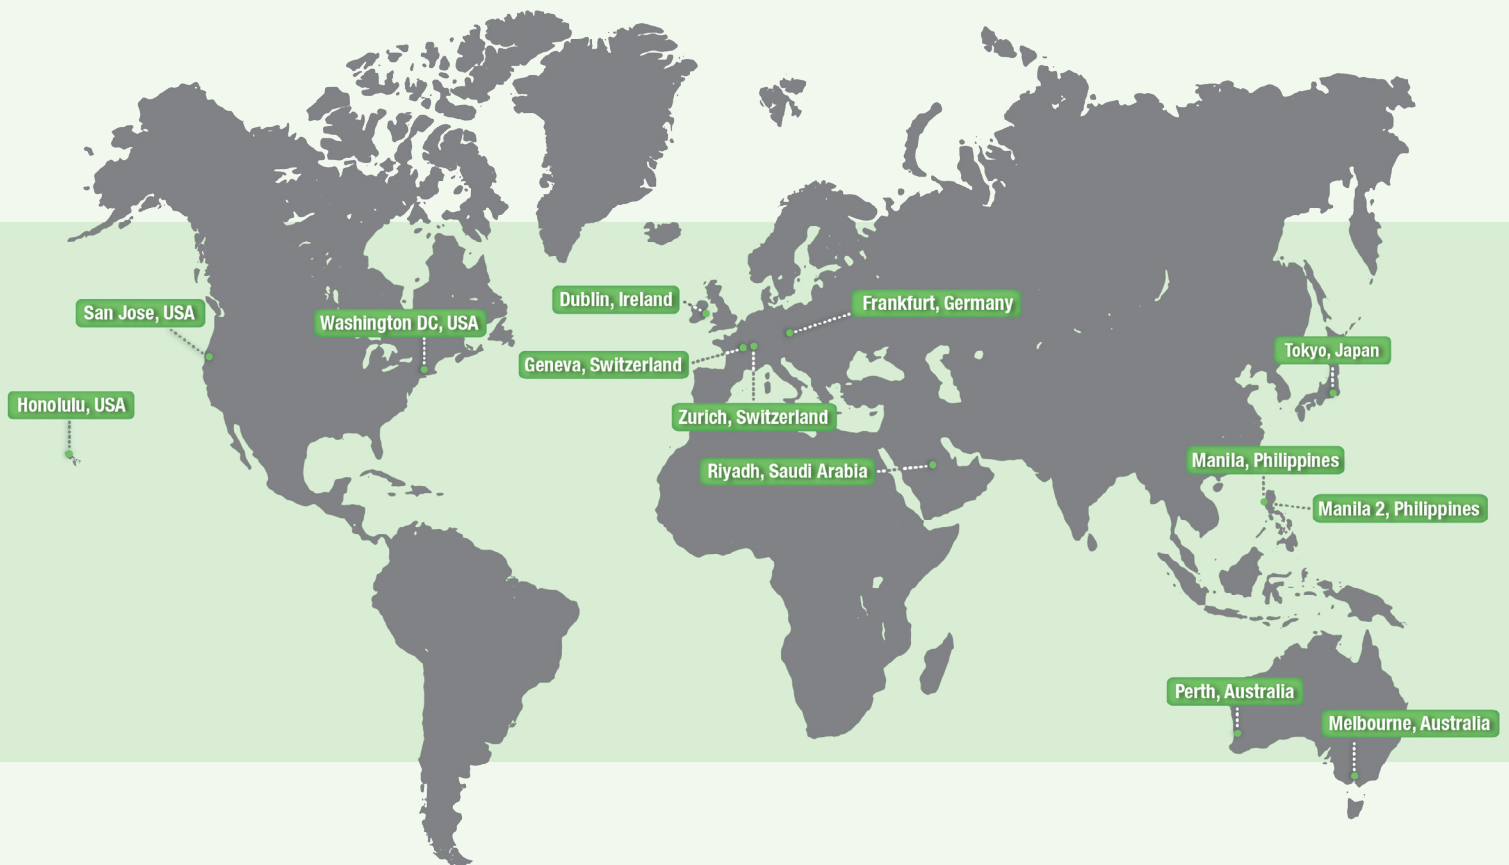 Dublin, Ireland
Frankfurt, Germany
San Jose, USA
Washington DC, USA
Tokyo, Japan
Geneva, Switzerland
Honolulu, USA
Zurich, Switzerland
Manila, Philippines
Riyadh, Saudi Arabia
Manila 2, Philippines
Perth, Australia
Melbourne, Australia